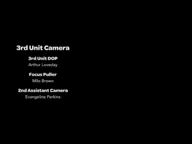 3rd Unit Camera
3rd Unit DOP
Arthur Loveday
Focus Puller
Milo Brown
2nd Assistant Camera
Evangeline Perkins